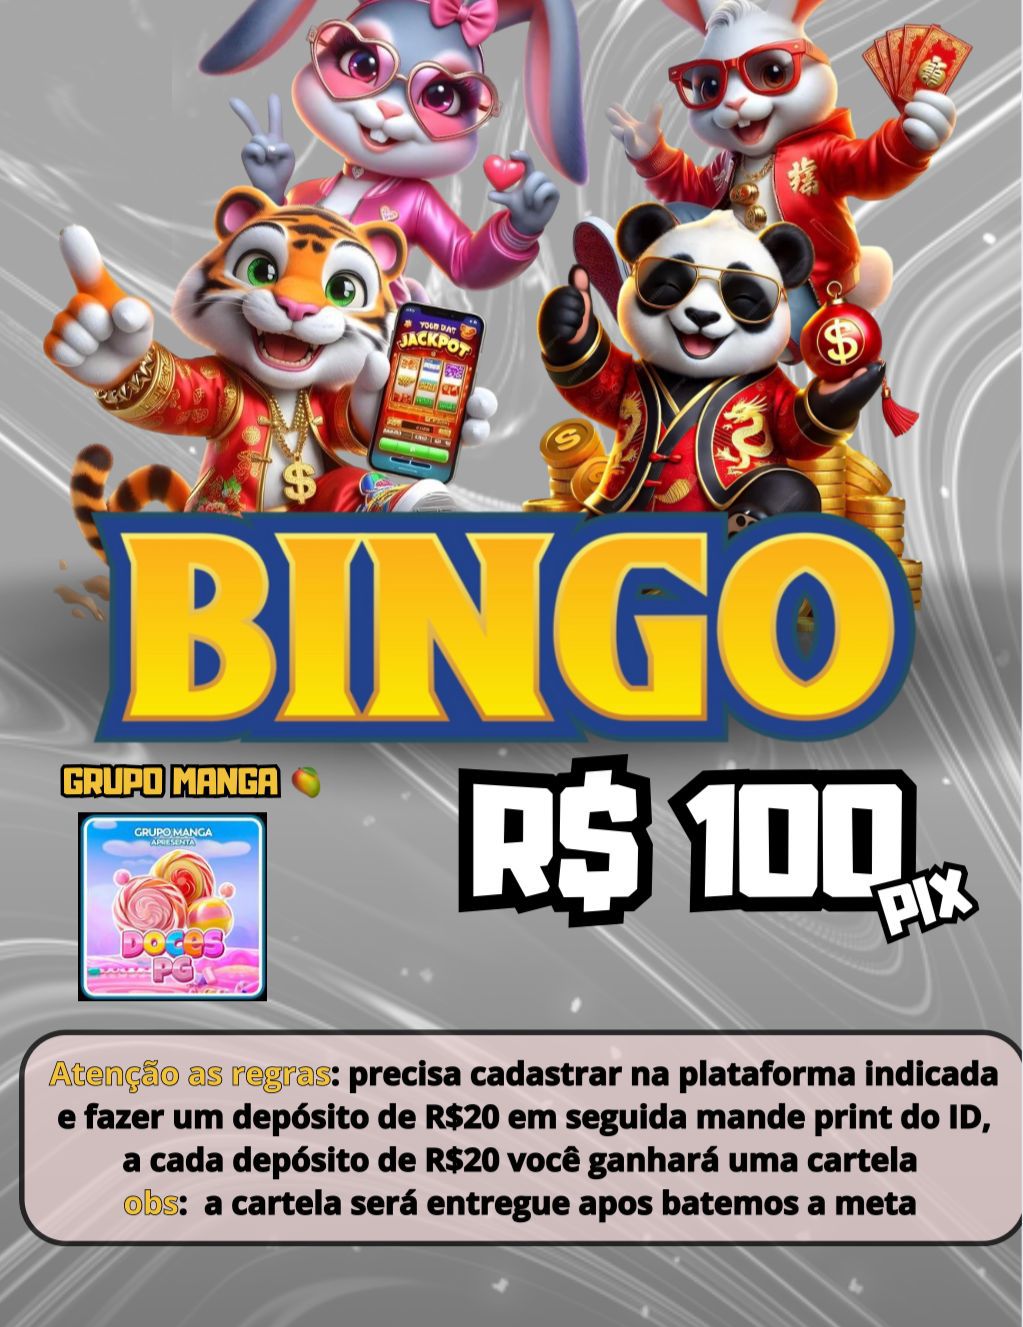 YOUR WAY
JACKPOT
福
$
$
S
BINGO
GRUPO MANGA 🥭
R$ 100
PIX
GRUPO MANGA
APRESENTA
DOCES
PG
Atenção as regras: precisa cadastrar na plataforma indicada
e fazer um depósito de R$20 em seguida mande print do ID,
a cada depósito de R$20 você ganhará uma cartela
obs: a cartela será entregue apos batemos a meta